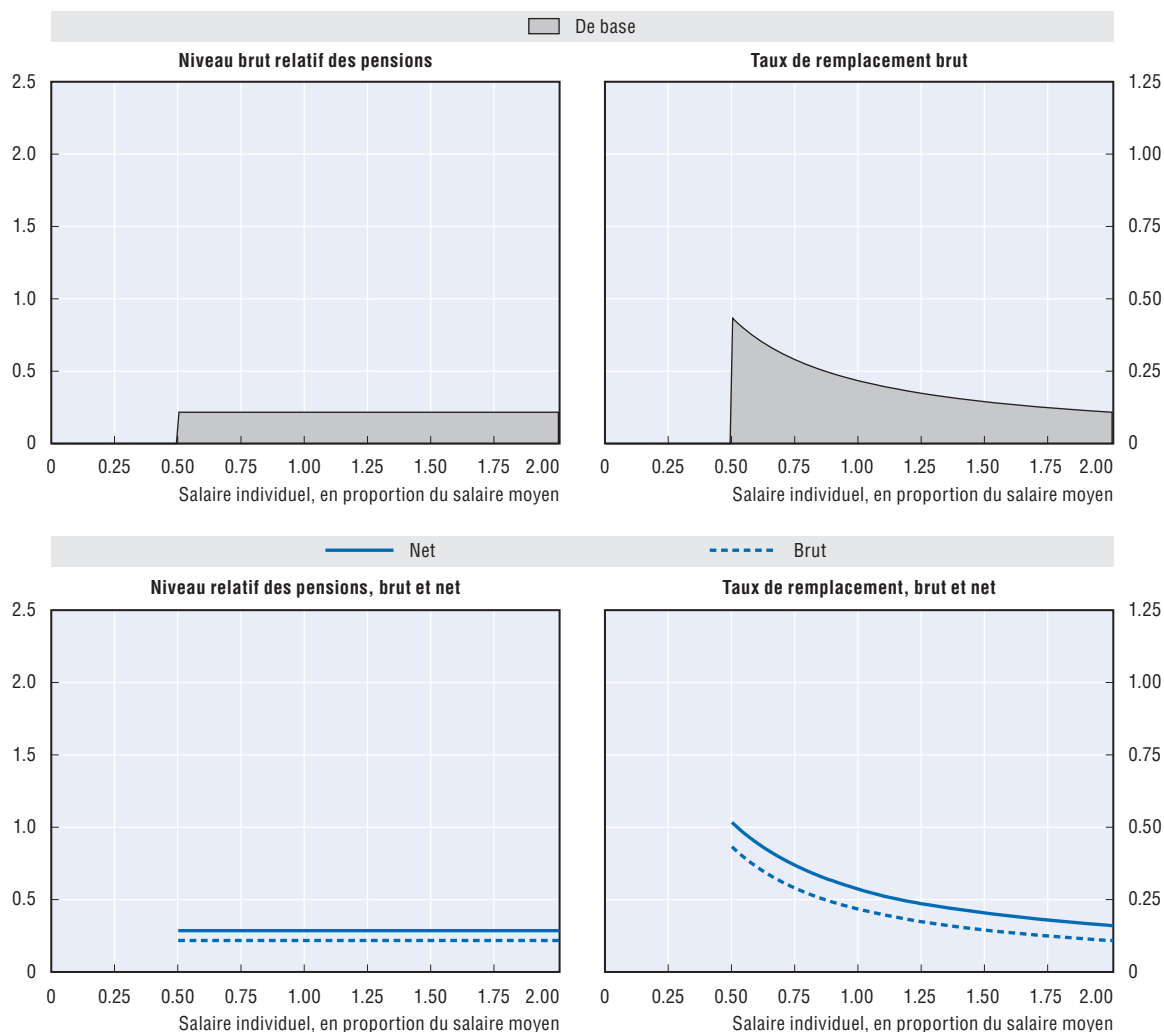 De base
Niveau brut relatif des pensions
2.5
2.0
1.5
1.0
0.5
0
0 0.25 0.50 0.75 1.00 1.25 1.50 1.75 2.00
Salaire individuel, en proportion du salaire moyen
Taux de remplacement brut
1.25
1.00
0.75
0.50
0.25
0
0 0.25 0.50 0.75 1.00 1.25 1.50 1.75 2.00
Salaire individuel, en proportion du salaire moyen
Net Brut
Niveau relatif des pensions, brut et net
2.5
2.0
1.5
1.0
0.5
0
0 0.25 0.50 0.75 1.00 1.25 1.50 1.75 2.00
Salaire individuel, en proportion du salaire moyen
Taux de remplacement, brut et net
1.25
1.00
0.75
0.50
0.25
0
0 0.25 0.50 0.75 1.00 1.25 1.50 1.75 2.00
Salaire individuel, en proportion du salaire moyen